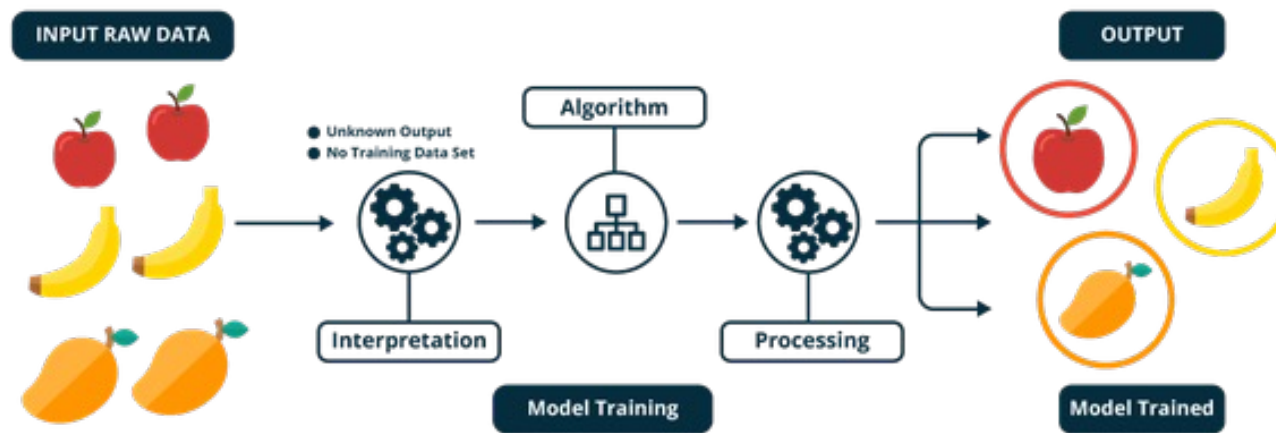 INPUT RAW DATA
OUTPUT
Algorithm
● Unknown Output
● No Training Data Set
Interpretation
Processing
Model Training
Model Trained